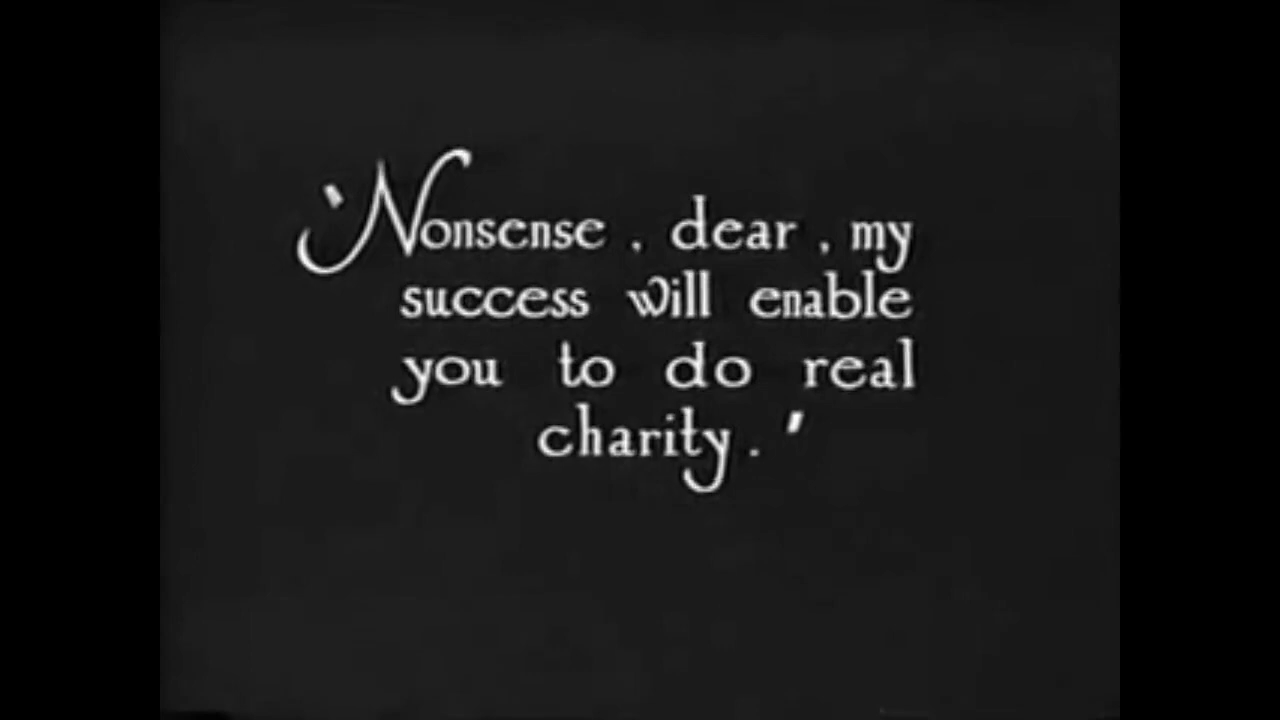 'Nonsense , dear , my
success will enable
you to do real
charity . '